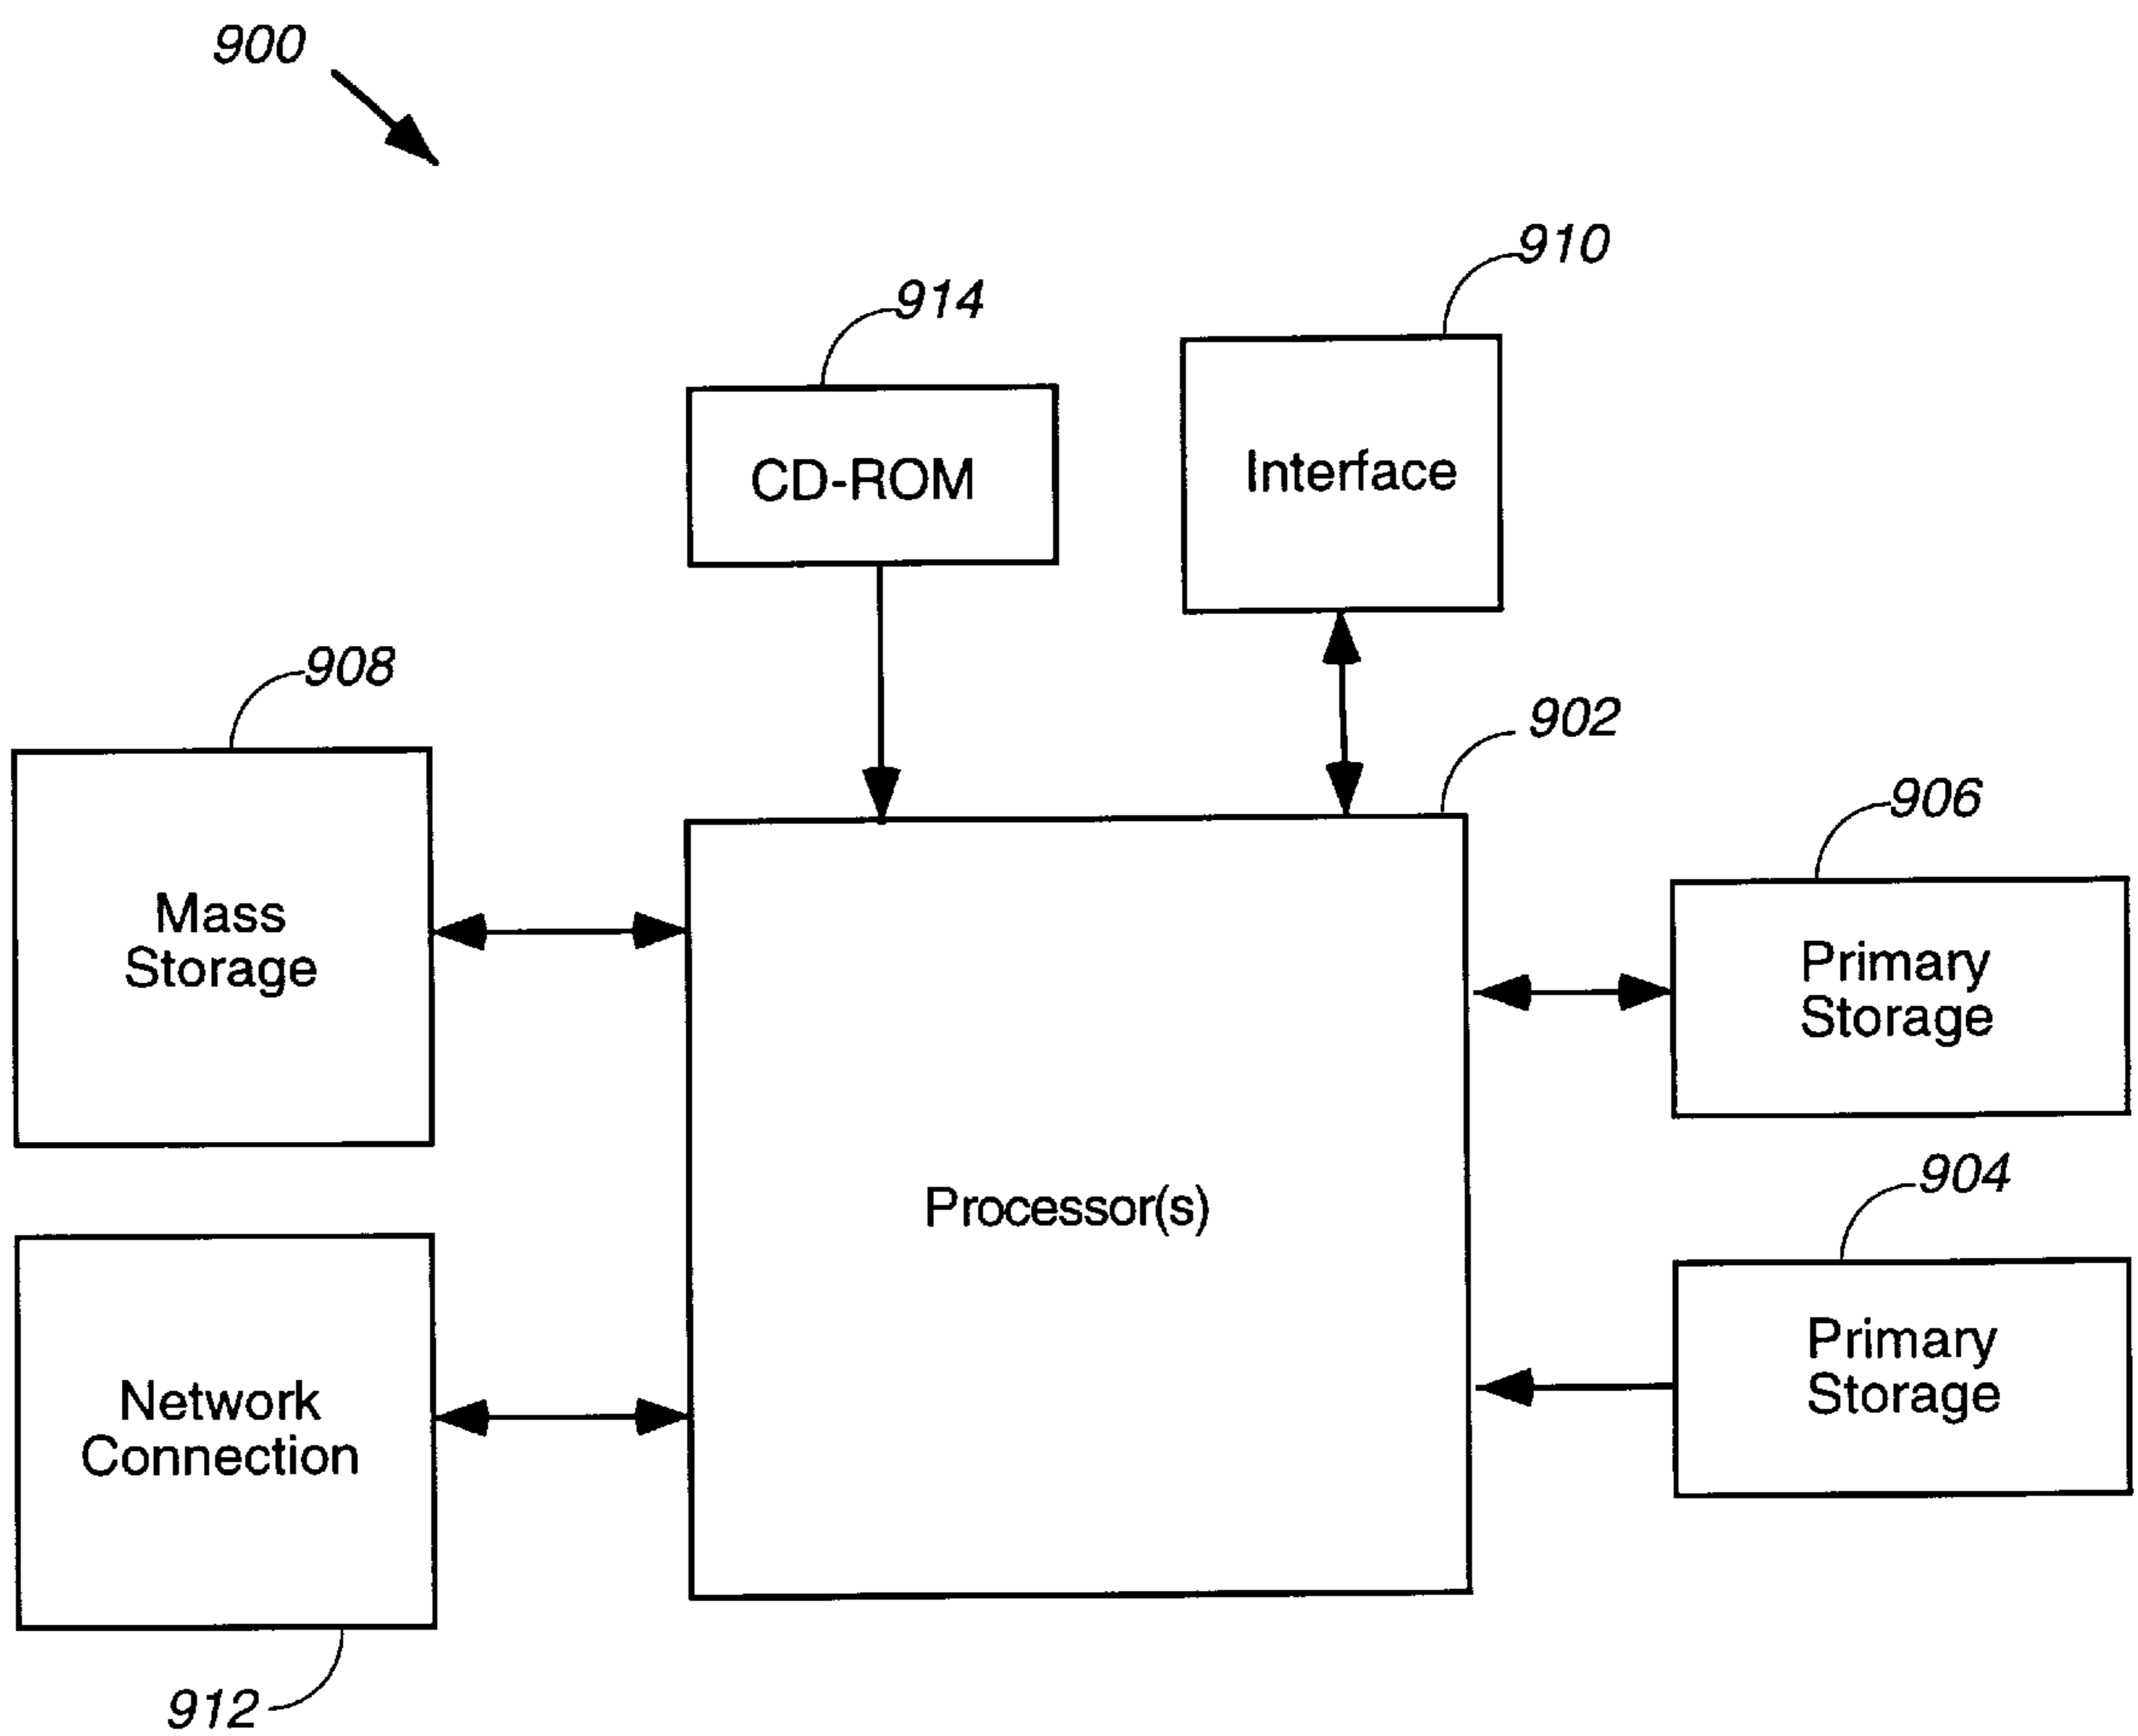 900
910
914
CD-ROM
Interface
908
902
906
Mass
Storage
Primary
Storage
904
Processor(s)
Primary
Storage
Network
Connection
912